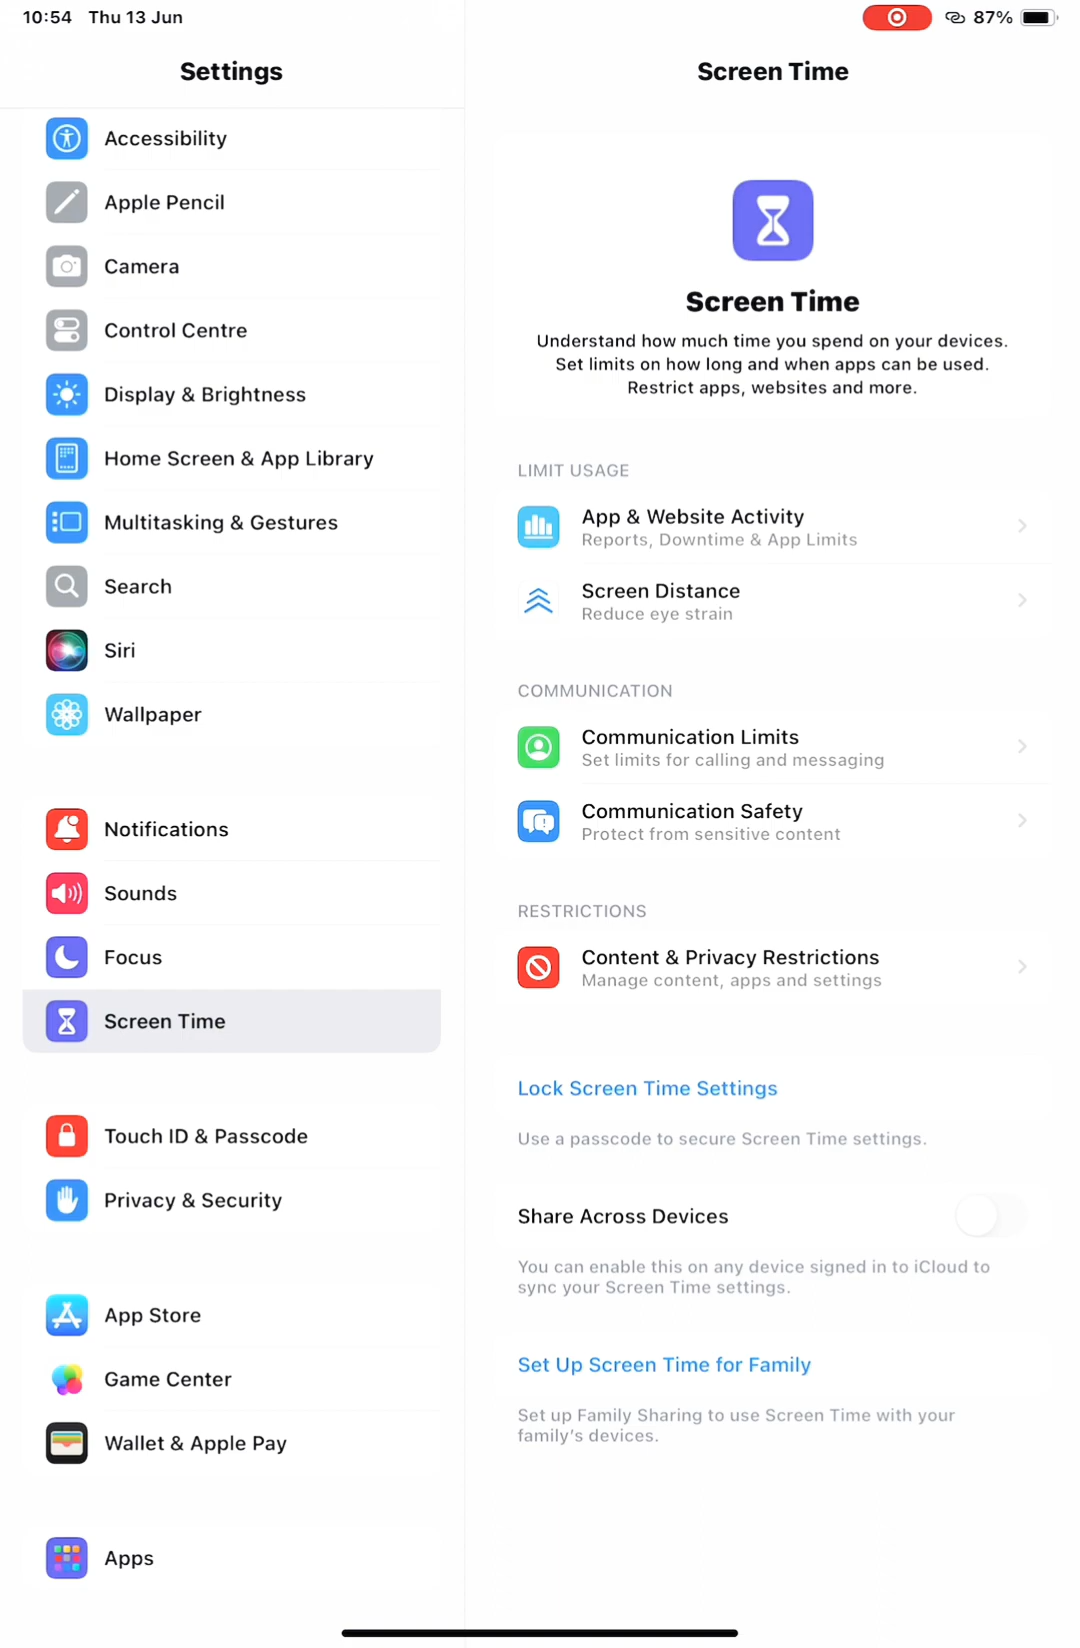 10:54 Thu 13 Jun
87%
Settings
Accessibility
Apple Pencil
Camera
Control Centre
Display & Brightness
Home Screen & App Library
Multitasking & Gestures
Search
Siri
Wallpaper
Notifications
Sounds
Focus
Screen Time
Touch ID & Passcode
Privacy & Security
App Store
Game Center
Wallet & Apple Pay
Apps
Screen Time
Screen Time
Understand how much time you spend on your devices.
Set limits on how long and when apps can be used.
Restrict apps, websites and more.
LIMIT USAGE
App & Website Activity
Reports, Downtime & App Limits
Screen Distance
Reduce eye strain
COMMUNICATION
Communication Limits
Set limits for calling and messaging
Communication Safety
Protect from sensitive content
RESTRICTIONS
Content & Privacy Restrictions
Manage content, apps and settings
Lock Screen Time Settings
Use a passcode to secure Screen Time settings.
Share Across Devices
You can enable this on any device signed in to iCloud to
sync your Screen Time settings.
Set Up Screen Time for Family
Set up Family Sharing to use Screen Time with your
family’s devices.